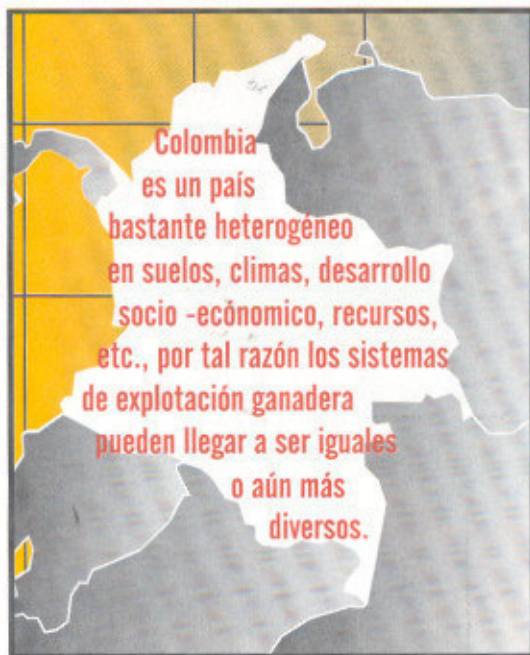 Colombia
es un país
bastante heterogéneo
en suelos, climas, desarrollo
socio -ecónomico, recursos,
etc., por tal razón los sistemas
de explotación ganadera
pueden llegar a ser iguales
o aún más
diversos.